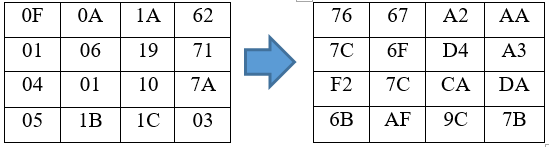 0F 0A 1A 62 76 67 A2 AA
01 06 19 71 7C 6F D4 A3
04 01 10 7A F2 7C CA DA
05 1B 1C 03 6B AF 9C 7B